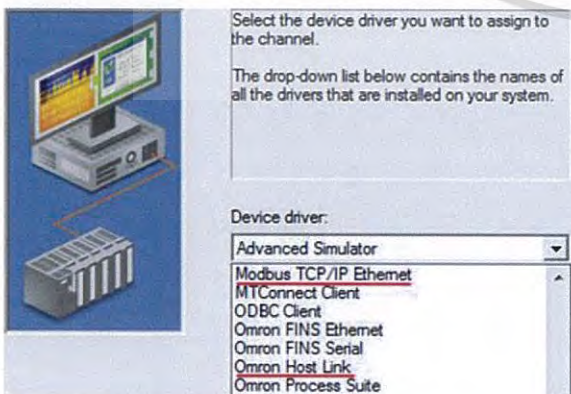 Select the device driver you want to assign to
the channel.
The drop-down list below contains the names of
all the drivers that are installed on your system.
Device driver:
Advanced Simulator
Modbus TCP/IP Ethernet
MTConnect Client
ODBC Client
Omron FINS Ethernet
Omron FINS Serial
Omron Host Link
Omron Process Suite